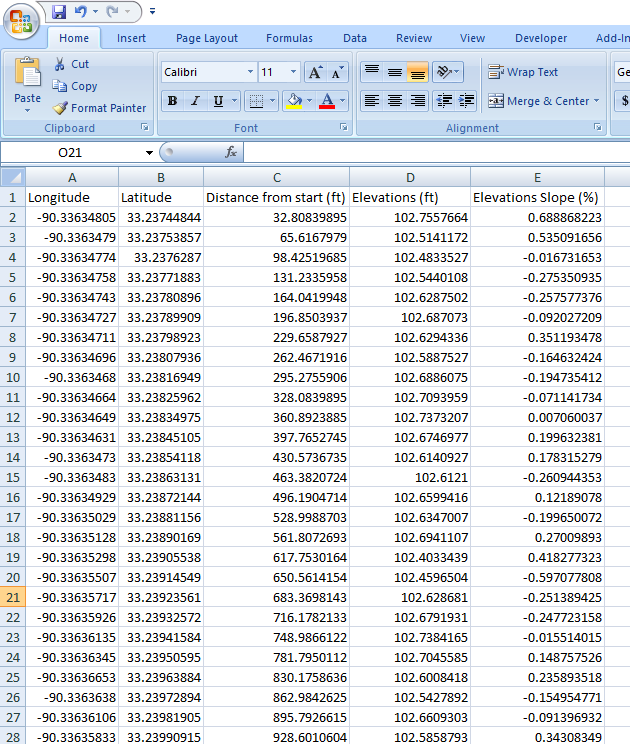 Home Insert Page Layout Formulas Data Review View Developer Add-In
Paste
Cut
Copy
Format Painter
Clipboard
Calibri 11 A A
B I U A
Font
Wrap Text
Merge & Center
Alignment
Ge
$
O21 fx
A B C D E
1 Longitude Latitude Distance from start (ft) Elevations (ft) Elevations Slope (%)
2 -90.33634805 33.23744844 32.80839895 102.7557664 0.688868223
3 -90.3363479 33.23753857 65.6167979 102.5141172 0.535091656
4 -90.33634774 33.2376287 98.42519685 102.4833527 -0.016731653
5 -90.33634758 33.23771883 131.2335958 102.5440108 -0.275350935
6 -90.33634743 33.23780896 164.0419948 102.6287502 -0.257577376
7 -90.33634727 33.23789909 196.8503937 102.687073 -0.092027209
8 -90.33634711 33.23798923 229.6587927 102.6294336 0.351193478
9 -90.33634696 33.23807936 262.4671916 102.5887527 -0.164632424
10 -90.3363468 33.23816949 295.2755906 102.6886075 -0.194735412
11 -90.33634664 33.23825962 328.0839895 102.7093959 -0.071141734
12 -90.33634649 33.23834975 360.8923885 102.7373207 0.007060037
13 -90.33634631 33.23845105 397.7652745 102.6746977 0.199632381
14 -90.3363473 33.23854118 430.5736735 102.6140927 0.178315279
15 -90.3363483 33.23863131 463.3820724 102.6121 -0.260944353
16 -90.33634929 33.23872144 496.1904714 102.6599416 0.12189078
17 -90.33635029 33.23881156 528.9988703 102.6347007 -0.199650072
18 -90.33635128 33.23890169 561.8072693 102.6941107 0.27009893
19 -90.33635298 33.23905538 617.7530164 102.4033439 0.418277323
20 -90.33635507 33.23914549 650.5614154 102.4596504 -0.597077808
21 -90.33635717 33.23923561 683.3698143 102.628681 -0.251389425
22 -90.33635926 33.23932572 716.1782133 102.6791931 -0.247723158
23 -90.33636135 33.23941584 748.9866122 102.7384165 -0.015514015
24 -90.33636345 33.23950595 781.7950112 102.7045585 0.148757526
25 -90.33636653 33.23963884 830.1758636 102.6008418 0.235893518
26 -90.3363638 33.23972894 862.9842625 102.5427892 -0.154954771
27 -90.33636106 33.23981905 895.7926615 102.6609303 -0.091396932
28 -90.33635833 33.23990915 928.6010604 102.5858793 0.34308349